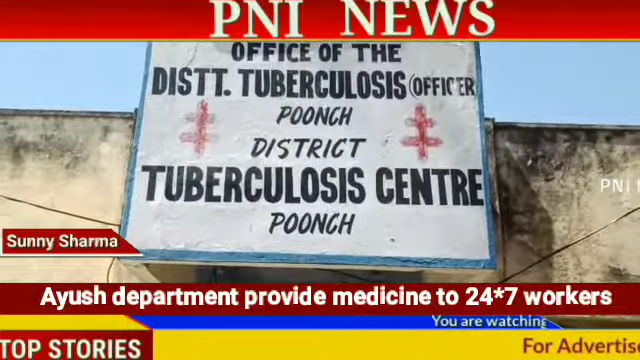 PNI NEWS
OFFICE OF THE
DISTT. TUBERCULOSIS (OFFICER
POONCH
DISTRICT
TUBERCULOSIS CENTRE
POONCH
PNI
Sunny Sharma
Ayush department provide medicine to 24*7 workers
You are watching
TOP STORIES
For Advertise